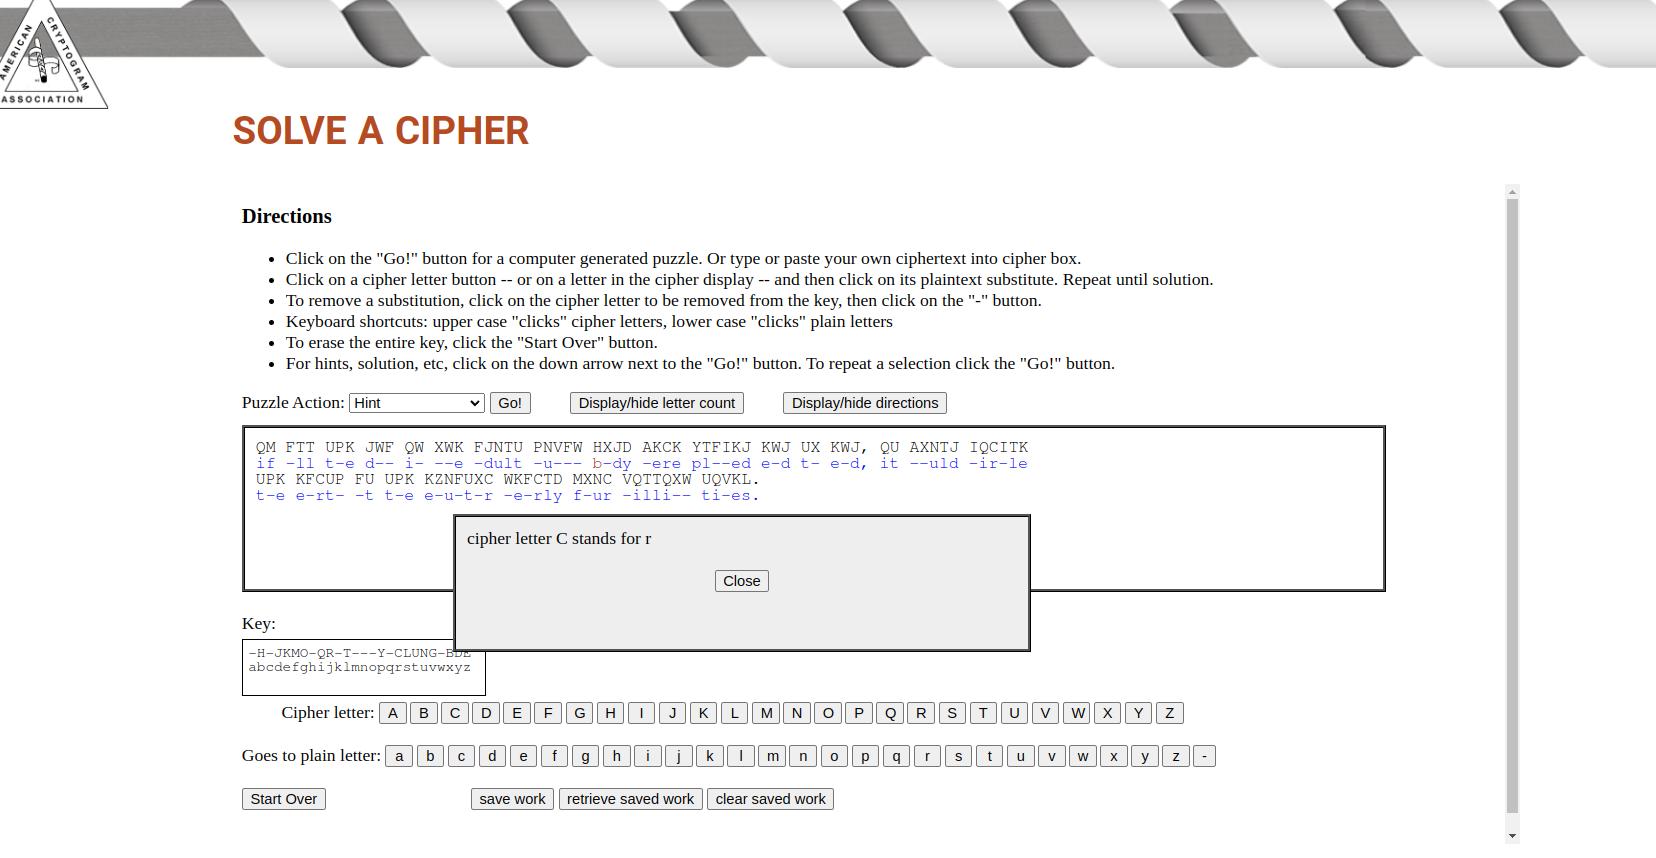 AMERICAN
CRYPTOGRAM
ASSOCIATION
SOLVE A CIPHER
Directions
• Click on the "Go!" button for a computer generated puzzle. Or type or paste your own ciphertext into cipher box.
• Click on a cipher letter button -- or on a letter in the cipher display -- and then click on its plaintext substitute. Repeat until solution.
• To remove a substitution, click on the cipher letter to be removed from the key, then click on the "-" button.
• Keyboard shortcuts: upper case "clicks" cipher letters, lower case "clicks" plain letters
• To erase the entire key, click the "Start Over" button.
• For hints, solution, etc, click on the down arrow next to the "Go!" button. To repeat a selection click the "Go!" button.
Puzzle Action: Hint Go! Display/hide letter count Display/hide directions
QM FTT UPK JWF QW XWK FJNTU PNVFW HXJD AKCK YTFIKJ KWJ UX KWJ, QU AXNTJ IQCITK
if -ll t-e d-- i- --e -dult -u--- b-dy -ere pl--ed e-d t- e-d, it --uld -ir-le
UPK KFCUP FU UPK KZNFUXC WKFCTD MXNC VQTTQXW UQVKL.
t-e e-rt- -t t-e e-u-t-r -e-rly f-ur -illi-- ti-es.
cipher letter C stands for r
Close
Key:
-H-JKMO-QR-T---Y-CLUNG-BDE
abcdefghijklmnopqrstuvwxyz
Cipher letter: A B C D E F G H I J K L M N O P Q R S T U V W X Y Z
Goes to plain letter: a b c d e f g h i j k l m n o p q r s t u v w x y z -
Start Over save work retrieve saved work clear saved work